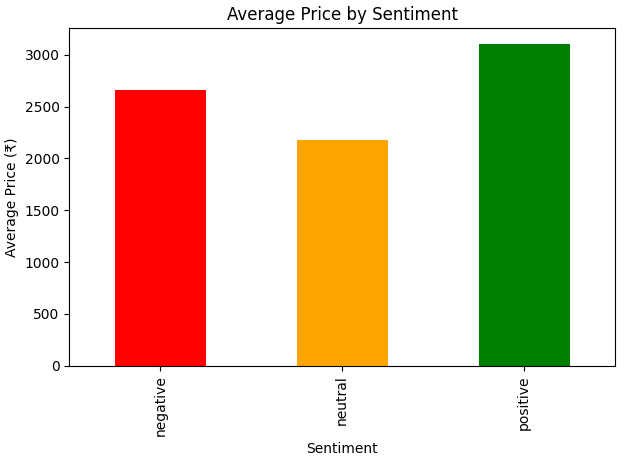 Average Price by Sentiment
Average Price (₹)
3000
2500
2000
1500
1000
500
0
negative
neutral
positive
Sentiment